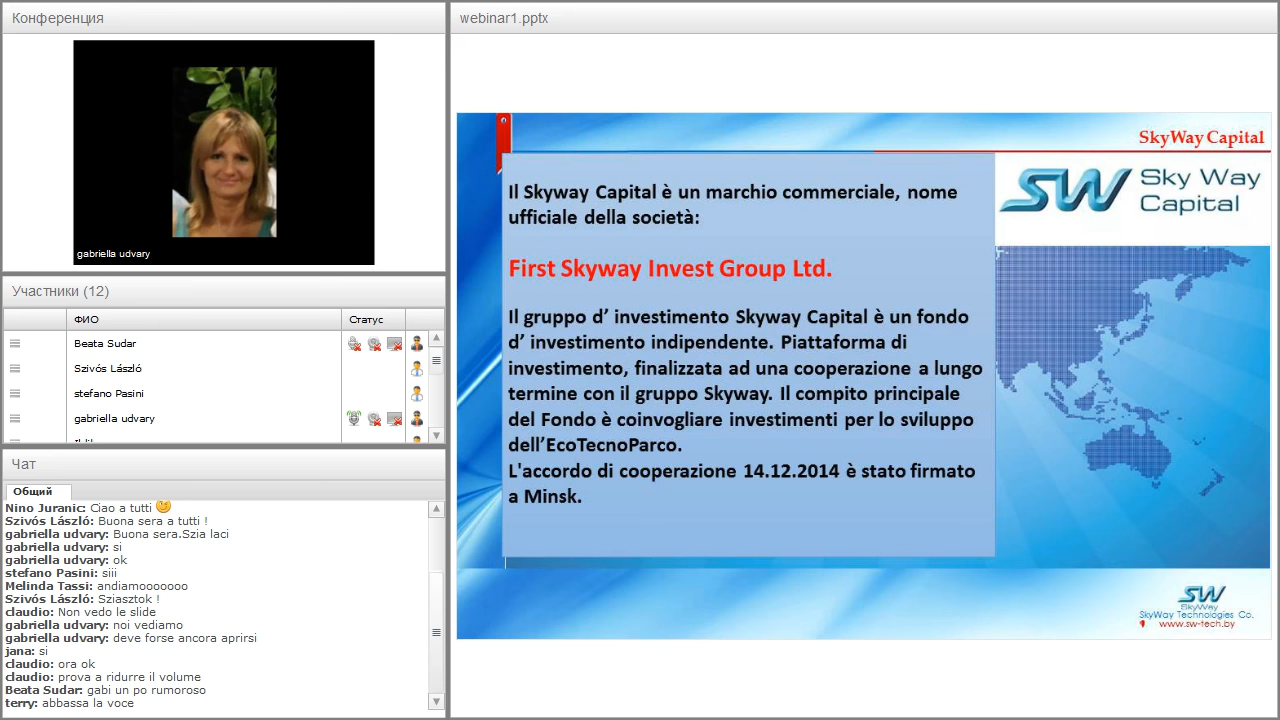 Конференция
gabriella udvary
Участники (12)
ФИО
Статус
Beata Sudar
Szivós László
stefano Pasini
gabriella udvary
Чат
Общий
Nino Juranic: Ciao a tutti
Szivós László: Buona sera a tutti !
gabriella udvary: Buona sera.Szia laci
gabriella udvary: si
gabriella udvary: ok
stefano Pasini: siii
Melinda Tassi: andiamooooooo
Szivós László: Sziasztok !
claudio: Non vedo le slide
gabriella udvary: noi vediamo
gabriella udvary: deve forse ancora aprirsi
jana: si
claudio: ora ok
claudio: prova a ridurre il volume
Beata Sudar: gabi un po rumoroso
terry: abbassa la voce
webinar1.pptx
SkyWay Capital
SW Sky Way
Capital
Il Skyway Capital è un marchio commerciale, nome
ufficiale della società:
First Skyway Invest Group Ltd.
Il gruppo d’ investimento Skyway Capital è un fondo
d’ investimento indipendente. Piattaforma di
investimento, finalizzata ad una cooperazione a lungo
termine con il gruppo Skyway. Il compito principale
del Fondo è coinvogliare investimenti per lo sviluppo
dell’EcoTecnoParco.
L'accordo di cooperazione 14.12.2014 è stato firmato
a Minsk.
SW
SkyWay
SkyWay Technologies Co.
www.sw-tech.by